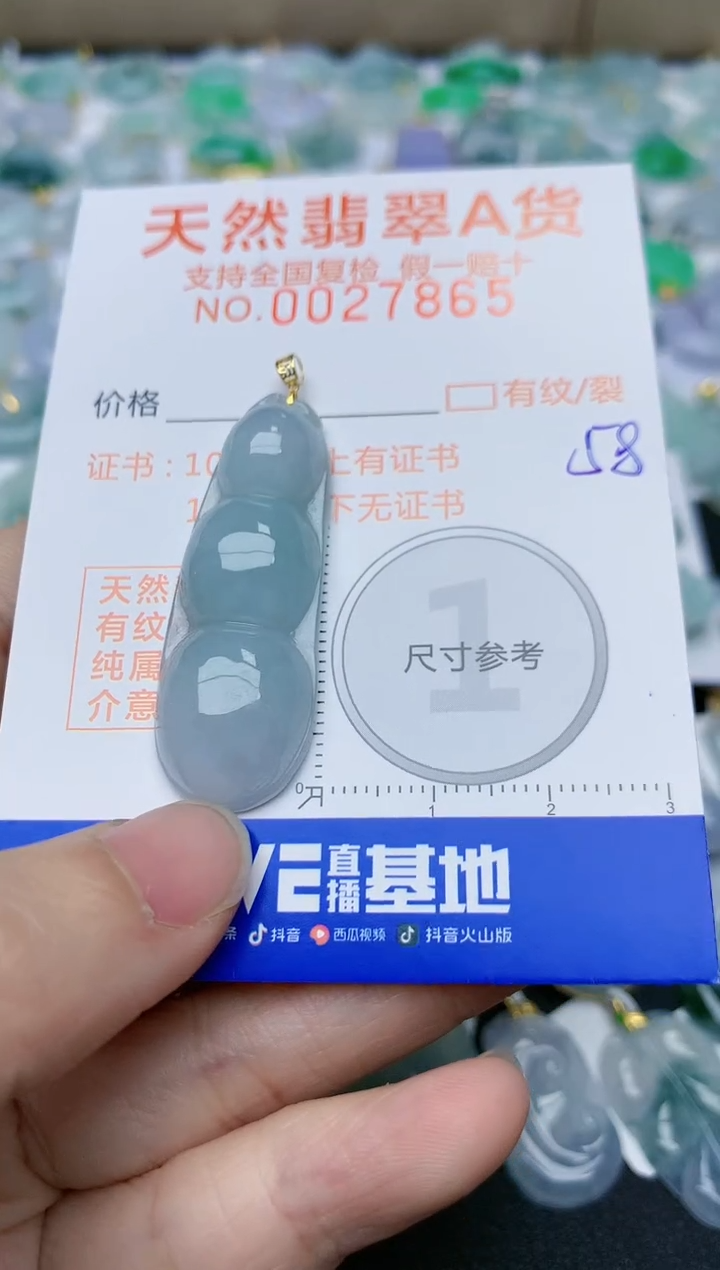 天然翡翠A货
支持全国复检 假一赔十
NO.0027865
价格
有纹/裂
58
证书:10 上有证书
1 下无证书
天然
有纹
纯属
介意
1
尺寸参考
0
1 2 3
VE直播基地
条 抖音 西瓜视频 抖音火山版